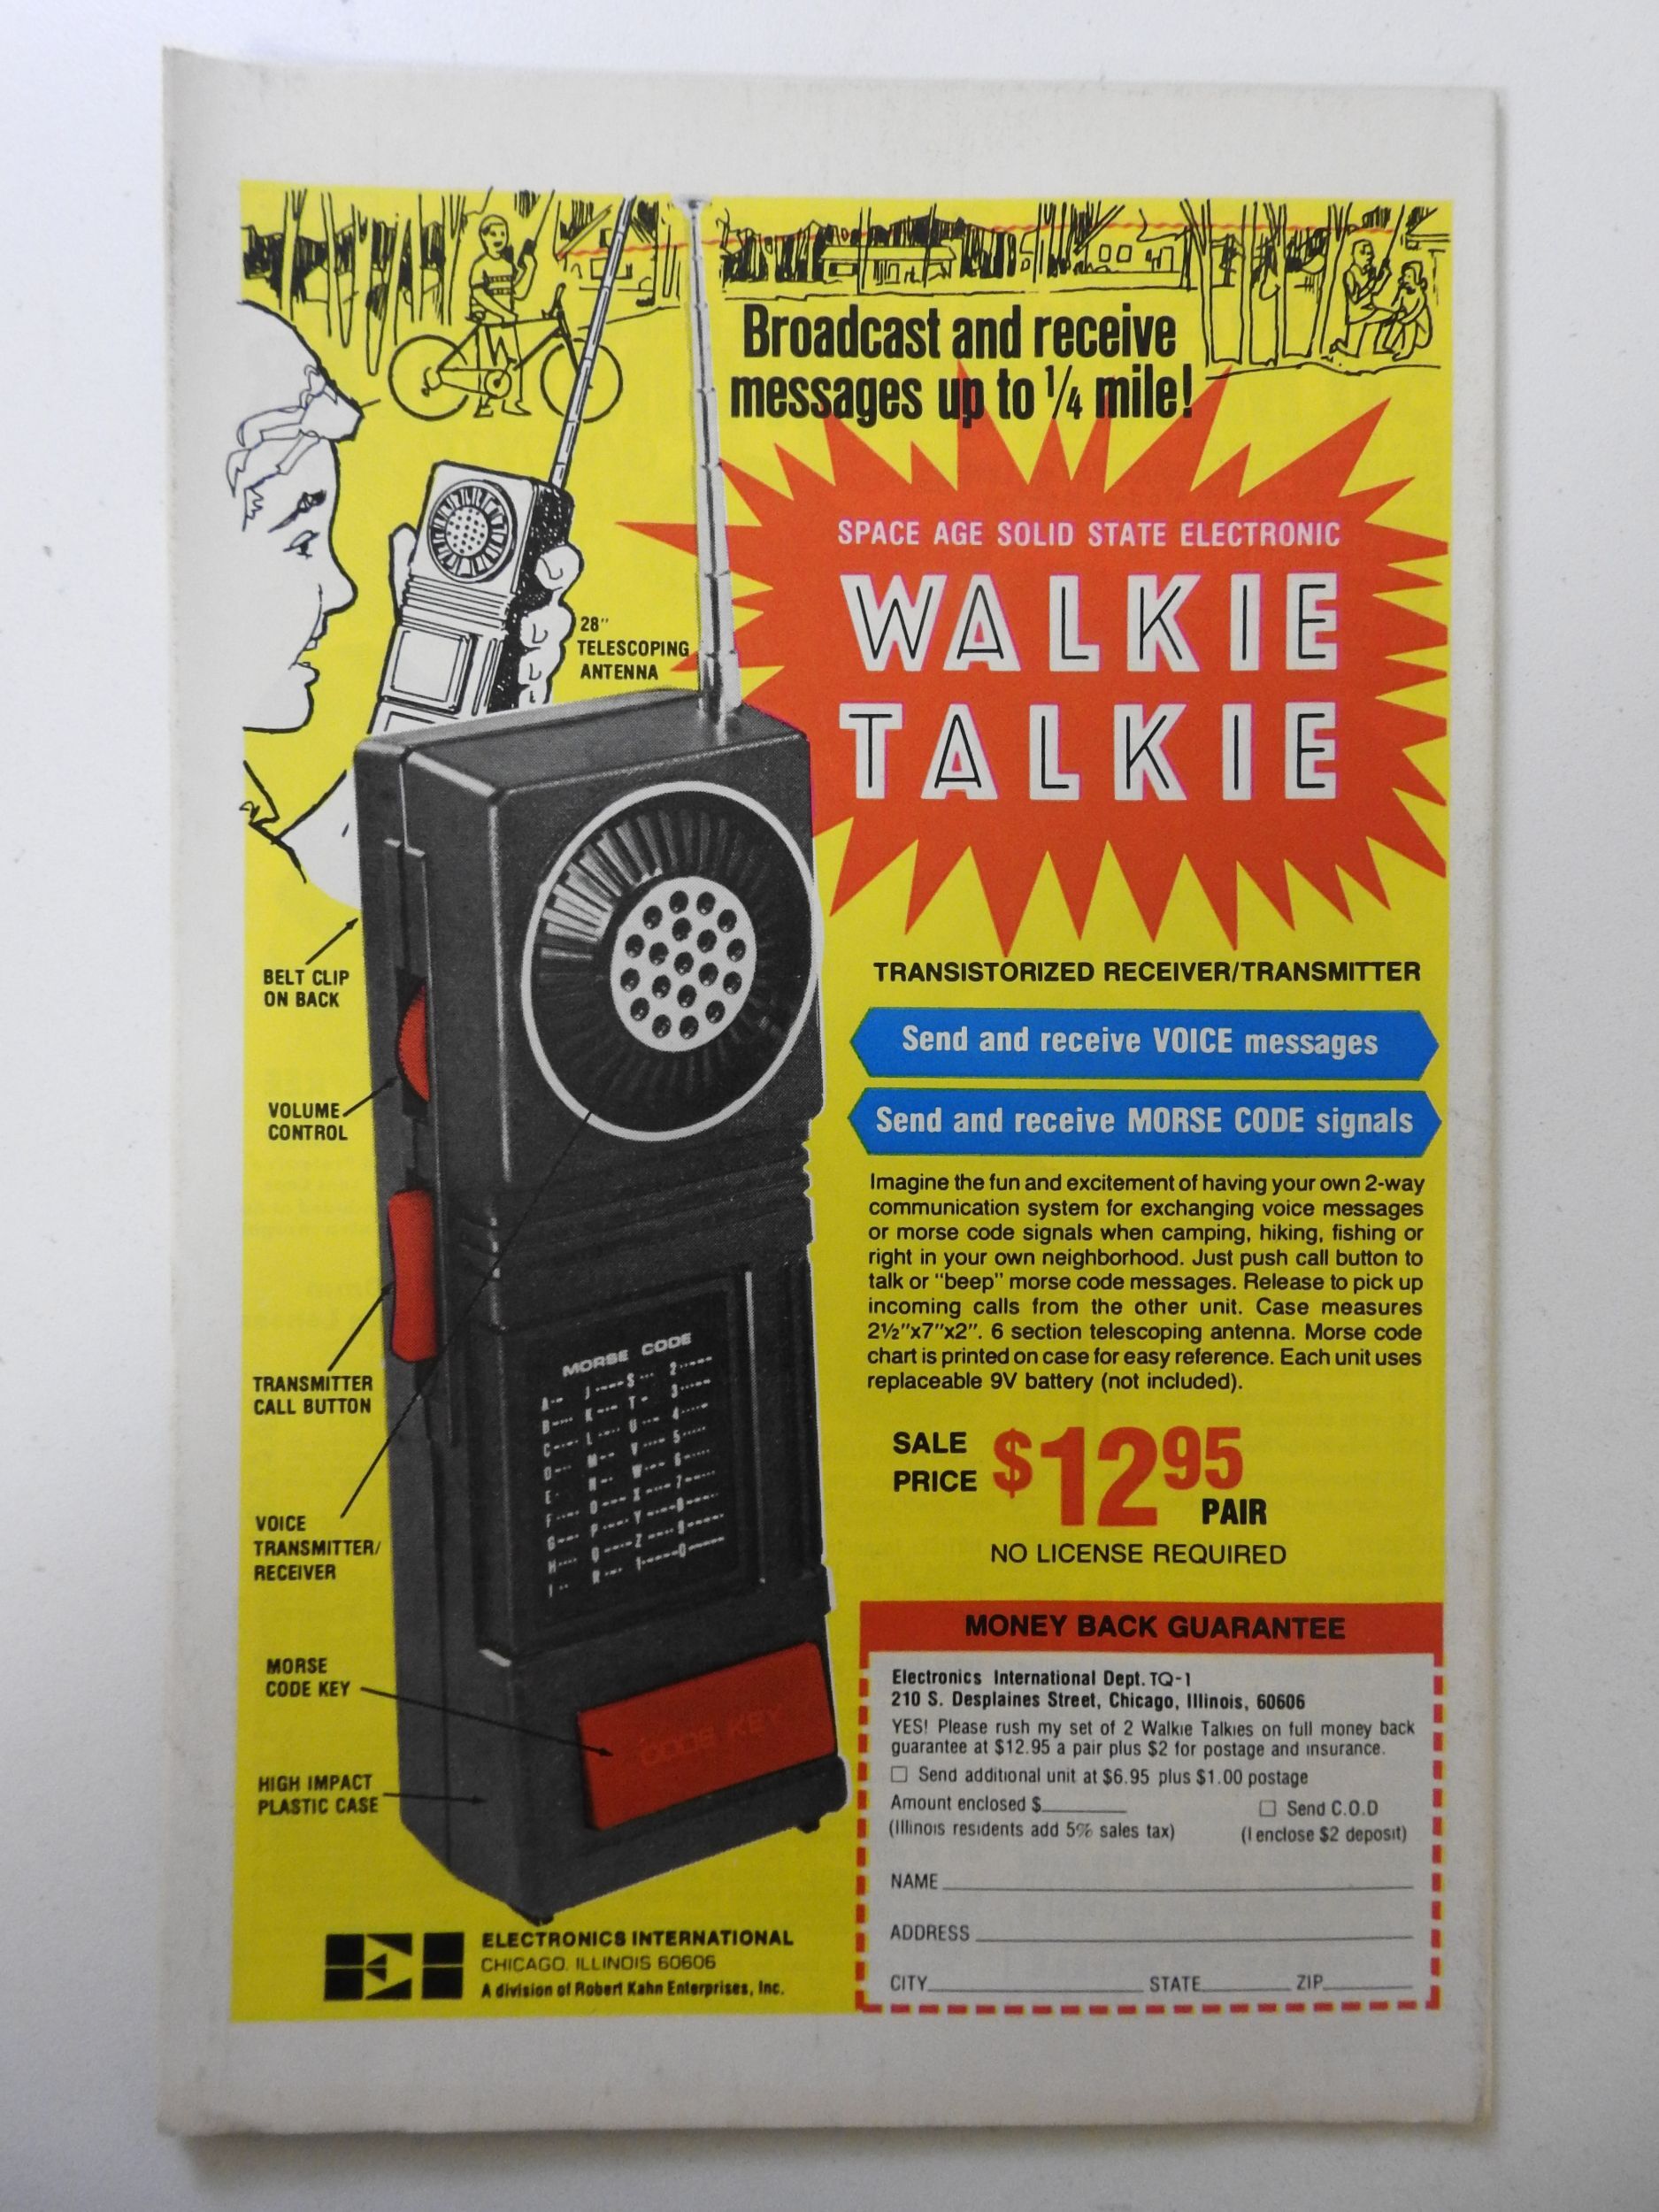 Broadcast and receive
messages up to 1/4 mile!
SPACE AGE SOLID STATE ELECTRONIC
WALKIE
TALKIE
28"
TELESCOPING
ANTENNA
BELT CLIP
ON BACK
VOLUME
CONTROL
TRANSMITTER
CALL BUTTON
VOICE
TRANSMITTER/
RECEIVER
MORSE
CODE KEY
HIGH IMPACT
PLASTIC CASE
MORSE CODE
CODE KEY
TRANSISTORIZED RECEIVER/TRANSMITTER
Send and receive VOICE messages
Send and receive MORSE CODE signals
Imagine the fun and excitement of having your own 2-way
communication system for exchanging voice messages
or morse code signals when camping, hiking, fishing or
right in your own neighborhood. Just push call button to
talk or "beep" morse code messages. Release to pick up
incoming calls from the other unit. Case measures
2½"x7"x2". 6 section telescoping antenna. Morse code
chart is printed on case for easy reference. Each unit uses
replaceable 9V battery (not included).
SALE
PRICE $12 95
PAIR
NO LICENSE REQUIRED
MONEY BACK GUARANTEE
Electronics International Dept. TQ-1
210 S. Desplaines Street, Chicago, Illinois, 60606
YES! Please rush my set of 2 Walkie Talkies on full money back
guarantee at $12.95 a pair plus $2 for postage and insurance.
☐ Send additional unit at $6.95 plus $1.00 postage
Amount enclosed $________ ☐ Send C.O.D
(Illinois residents add 5% sales tax) (I enclose $2 deposit)
NAME
ADDRESS
CITY STATE ZIP
EI
ELECTRONICS INTERNATIONAL
CHICAGO, ILLINOIS 60606
A division of Robert Kahn Enterprises, Inc.